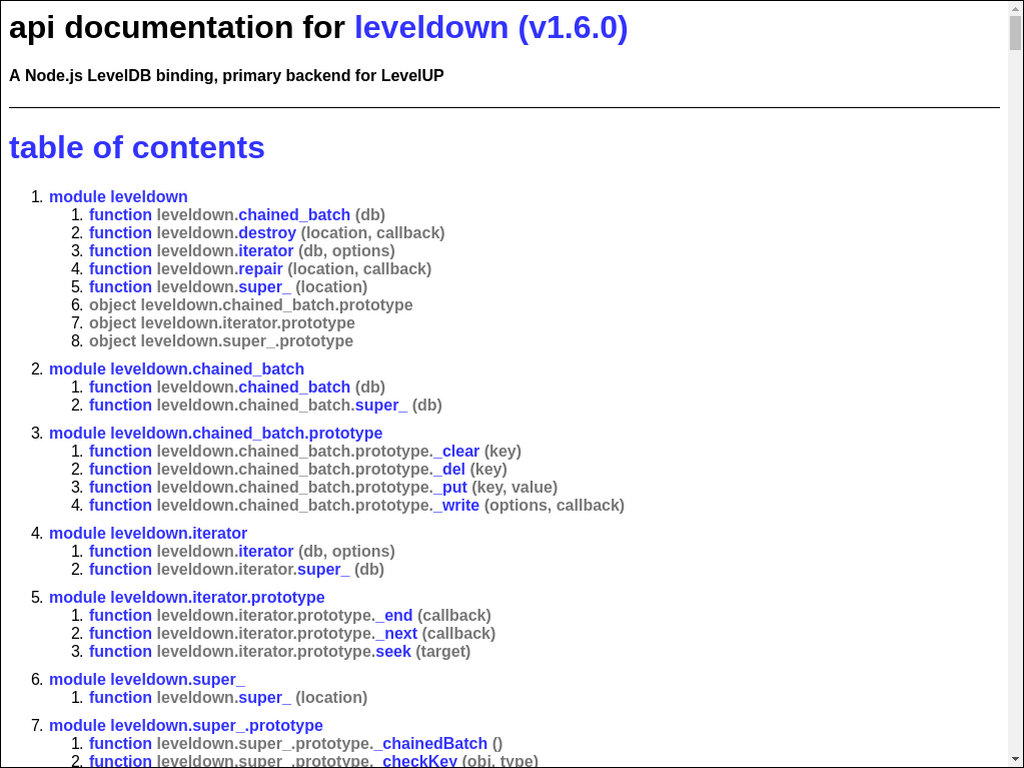 api documentation for leveldown (v1.6.0)
A Node.js LevelDB binding, primary backend for LevelUP
table of contents
1. module leveldown
1. function leveldown.chained_batch (db)
2. function leveldown.destroy (location, callback)
3. function leveldown.iterator (db, options)
4. function leveldown.repair (location, callback)
5. function leveldown.super_ (location)
6. object leveldown.chained_batch.prototype
7. object leveldown.iterator.prototype
8. object leveldown.super_.prototype
2. module leveldown.chained_batch
1. function leveldown.chained_batch (db)
2. function leveldown.chained_batch.super_ (db)
3. module leveldown.chained_batch.prototype
1. function leveldown.chained_batch.prototype._clear (key)
2. function leveldown.chained_batch.prototype._del (key)
3. function leveldown.chained_batch.prototype._put (key, value)
4. function leveldown.chained_batch.prototype._write (options, callback)
4. module leveldown.iterator
1. function leveldown.iterator (db, options)
2. function leveldown.iterator.super_ (db)
5. module leveldown.iterator.prototype
1. function leveldown.iterator.prototype._end (callback)
2. function leveldown.iterator.prototype._next (callback)
3. function leveldown.iterator.prototype.seek (target)
6. module leveldown.super_
1. function leveldown.super_ (location)
7. module leveldown.super_.prototype
1. function leveldown.super_.prototype._chainedBatch ()
2. function leveldown.super_.prototype._checkKey (obj, type)